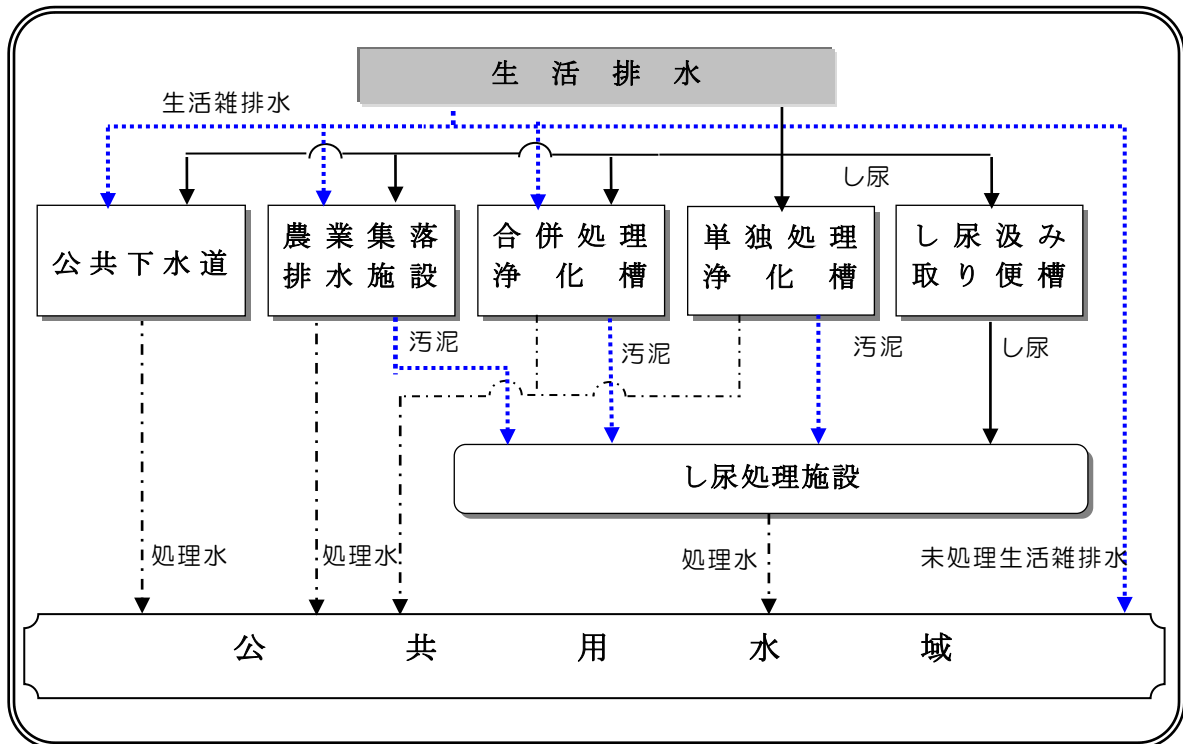 生活排水
生活雑排水
し尿
公共下水道
農業集落
排水施設
合併処理
浄化槽
単独処理
浄化槽
し尿汲み
取り便槽
汚泥
汚泥
汚泥
し尿
し尿処理施設
処理水
処理水
処理水
未処理生活雑排水
公共用水域